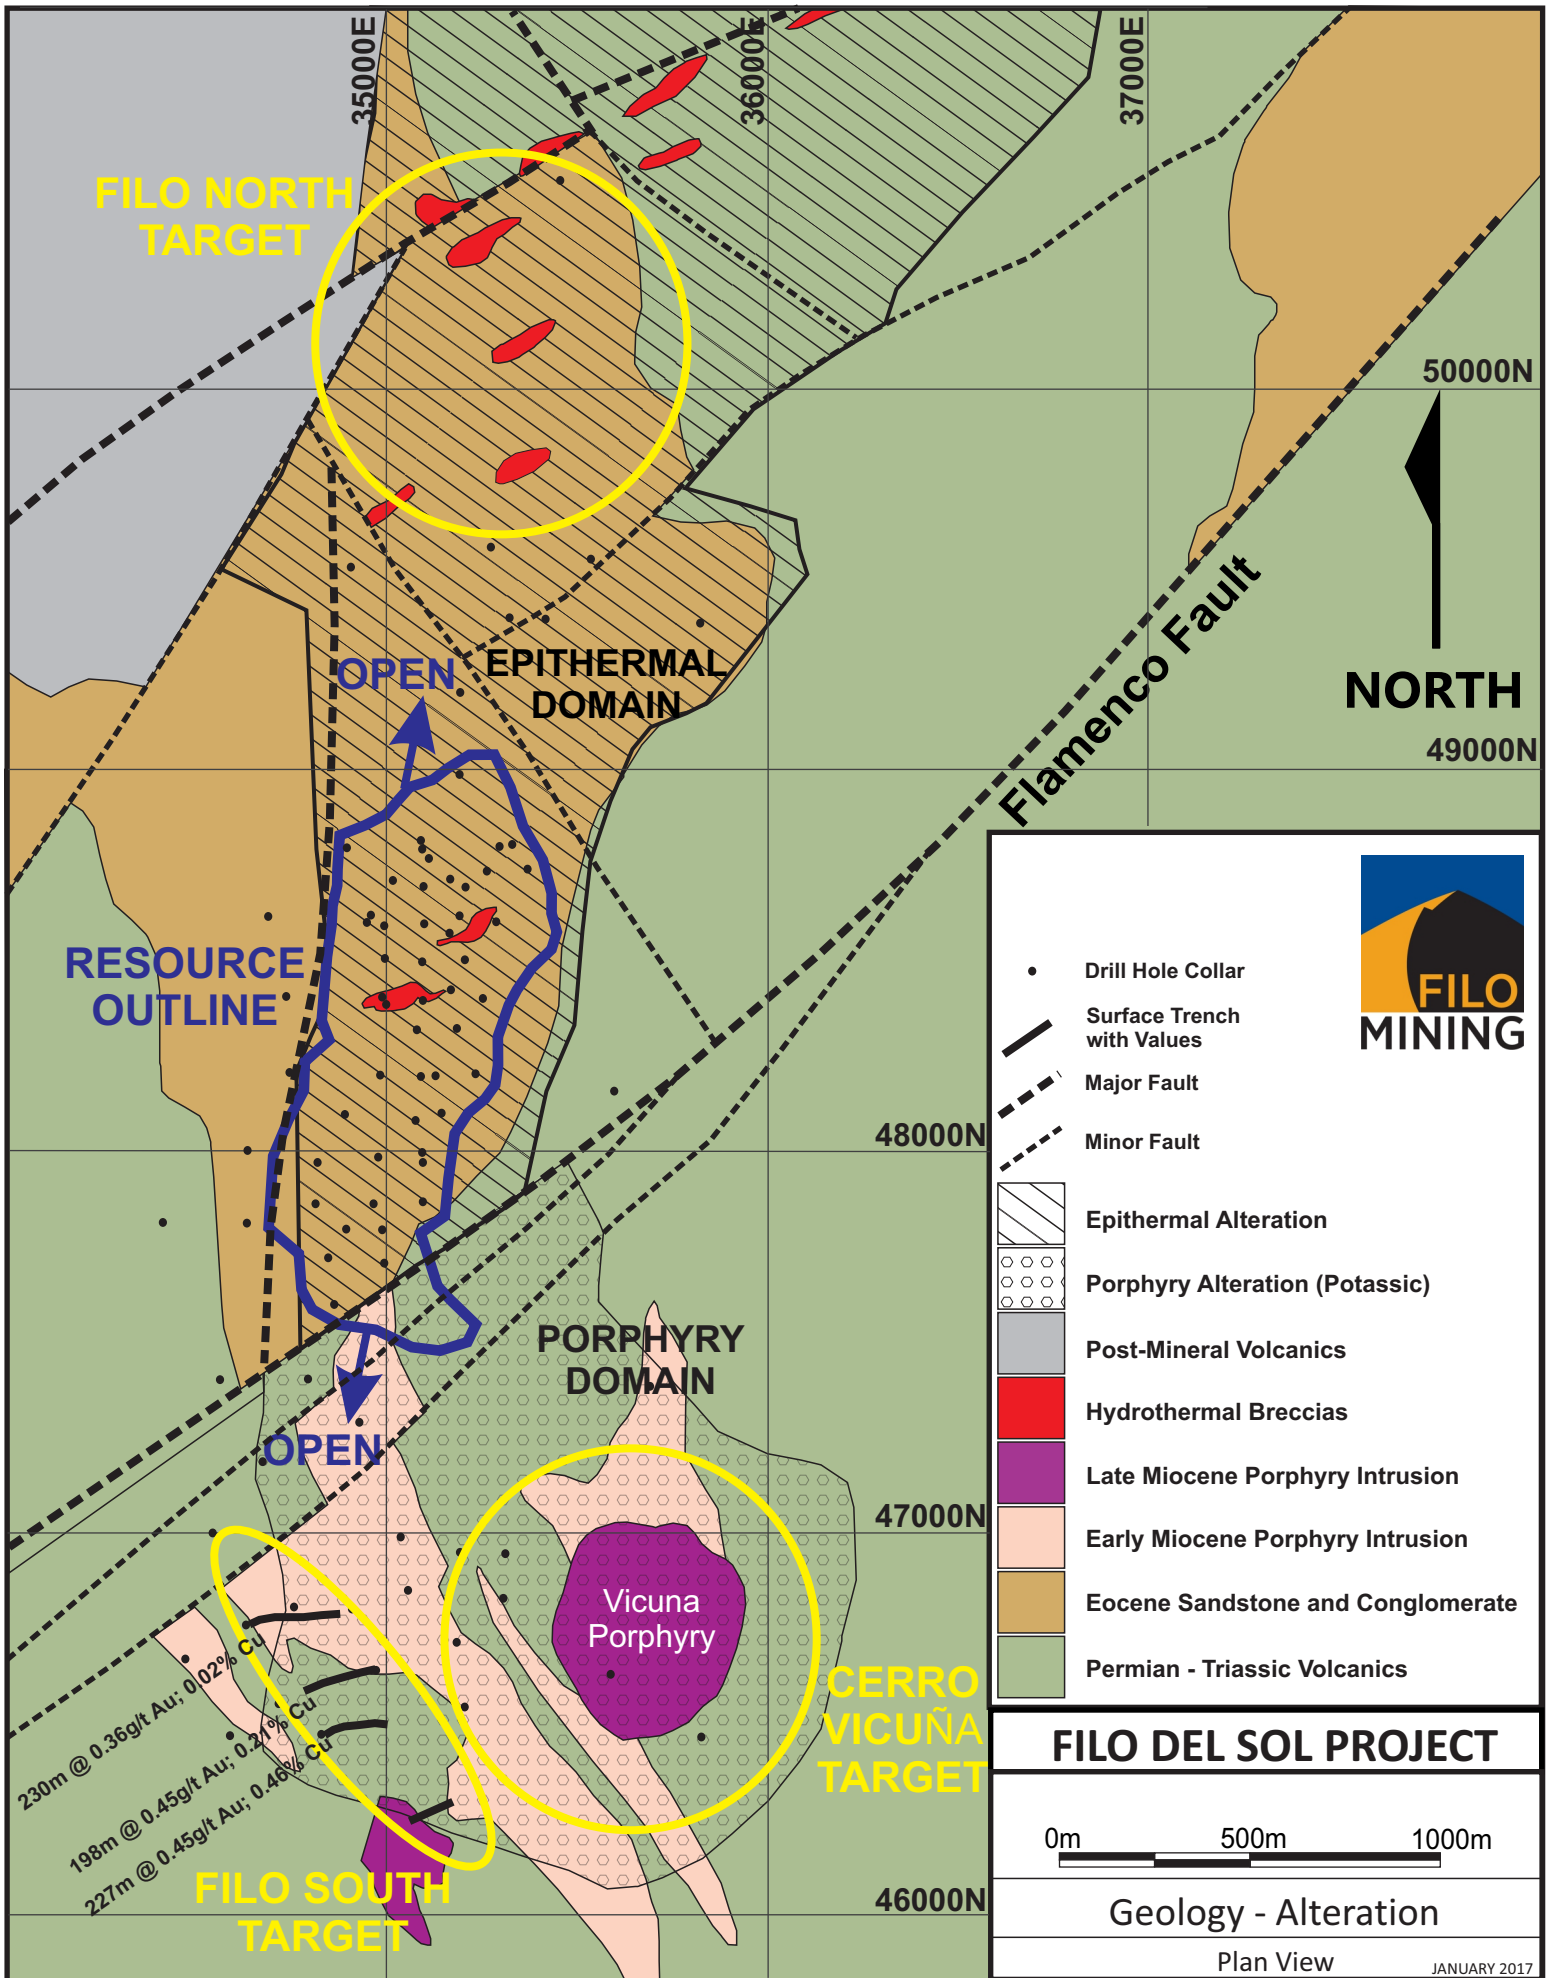 35000E
36000E
37000E
FILO NORTH
TARGET
50000N
NORTH
49000N
Flamenco Fault
OPEN
EPITHERMAL
DOMAIN
RESOURCE
OUTLINE
48000N
PORPHYRY
DOMAIN
OPEN
47000N
Vicuna
Porphyry
CERRO
VICUÑA
TARGET
230m @ 0.36g/t Au; 0.02% Cu
198m @ 0.45g/t Au; 0.21% Cu
227m @ 0.45g/t Au; 0.46% Cu
FILO SOUTH
TARGET
46000N
FILO
MINING
Drill Hole Collar
Surface Trench
with Values
Major Fault
Minor Fault
Epithermal Alteration
Porphyry Alteration (Potassic)
Post-Mineral Volcanics
Hydrothermal Breccias
Late Miocene Porphyry Intrusion
Early Miocene Porphyry Intrusion
Eocene Sandstone and Conglomerate
Permian - Triassic Volcanics
FILO DEL SOL PROJECT
0m 500m 1000m
Geology - Alteration
Plan View
JANUARY 2017